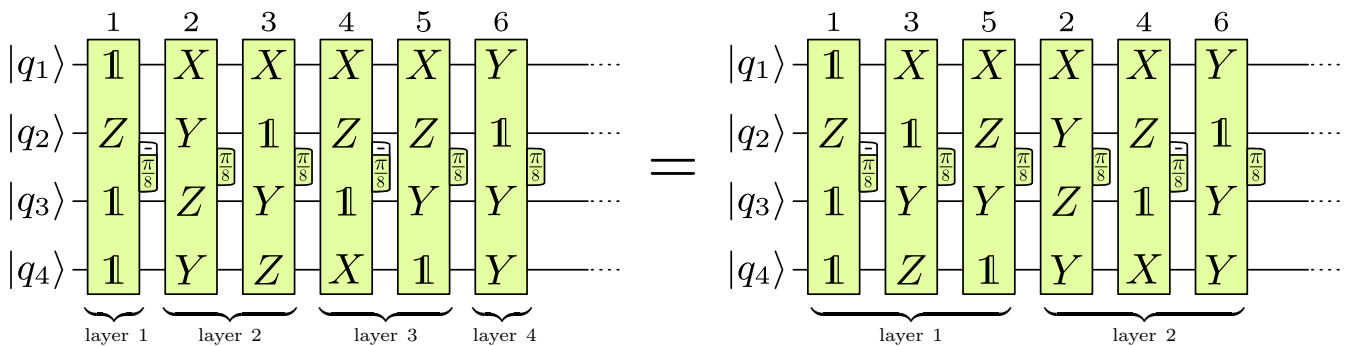 1 2 3 4 5 6 1 3 5 2 4 6
|q₁⟩ 𝟙 X X X X Y |q₁⟩ 𝟙 X X X X Y
|q₂⟩ Z Y 𝟙 Z Z 𝟙 |q₂⟩ Z 𝟙 Z Y Z 𝟙
- π/8 π/8 π/8 - π/8 π/8 π/8 = - π/8 π/8 π/8 π/8 - π/8 π/8
|q₃⟩ 𝟙 Z Y 𝟙 Y Y |q₃⟩ 𝟙 Y Y Z 𝟙 Y
|q₄⟩ 𝟙 Y Z X 𝟙 Y |q₄⟩ 𝟙 Z 𝟙 Y X Y
layer 1 layer 2 layer 3 layer 4 layer 1 layer 2